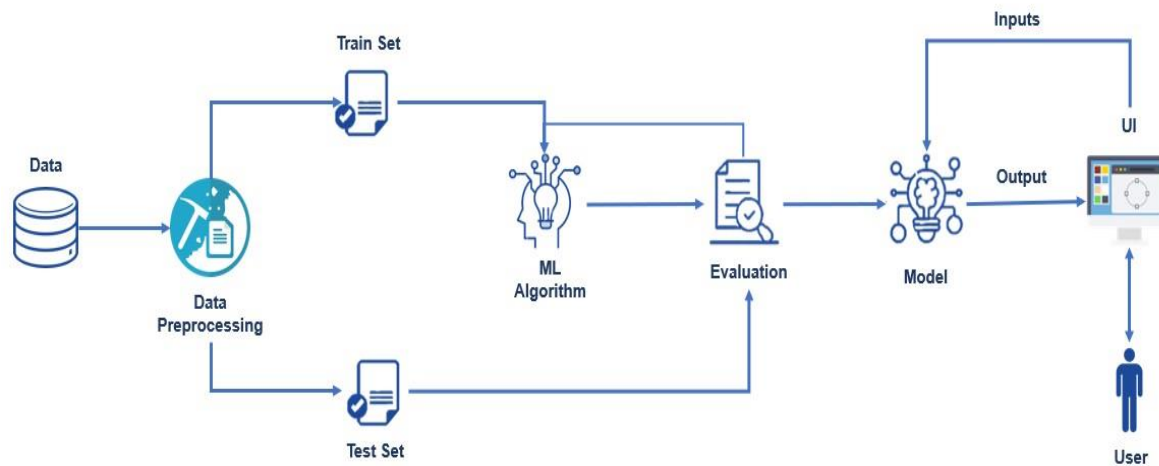 Inputs
Train Set
UI
Data
Output
ML
Algorithm
Evaluation
Model
Data
Preprocessing
Test Set
User